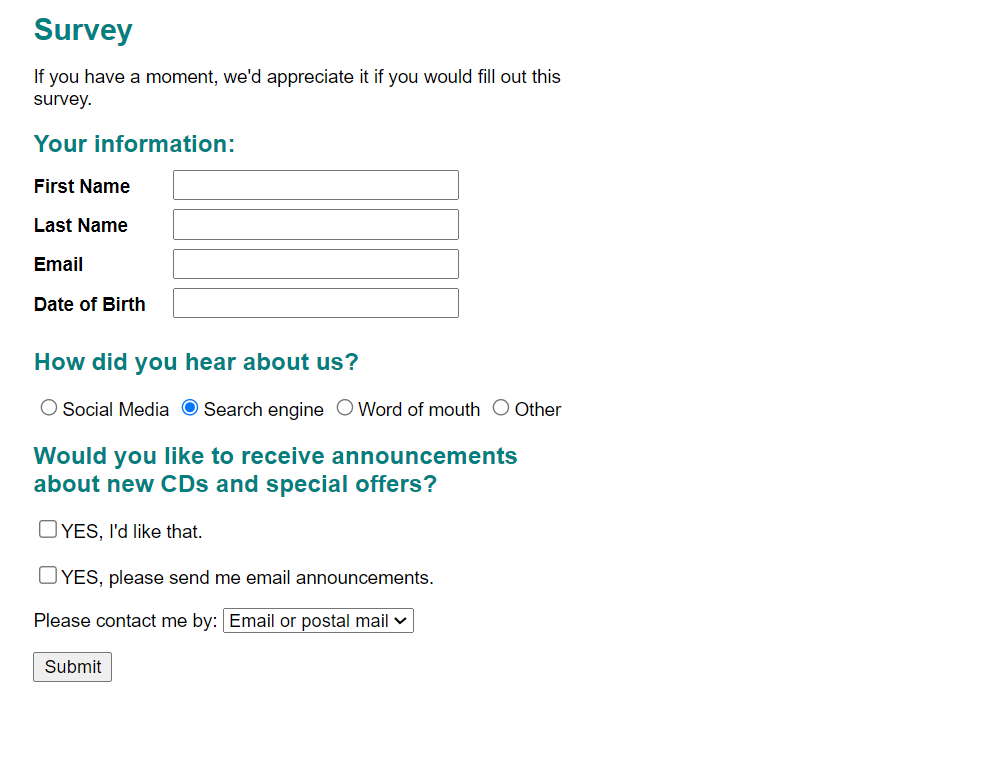 Survey
If you have a moment, we'd appreciate it if you would fill out this
survey.
Your information:
First Name
Last Name
Email
Date of Birth
How did you hear about us?
Social Media Search engine Word of mouth Other
Would you like to receive announcements
about new CDs and special offers?
YES, I'd like that.
YES, please send me email announcements.
Please contact me by: Email or postal mail
Submit